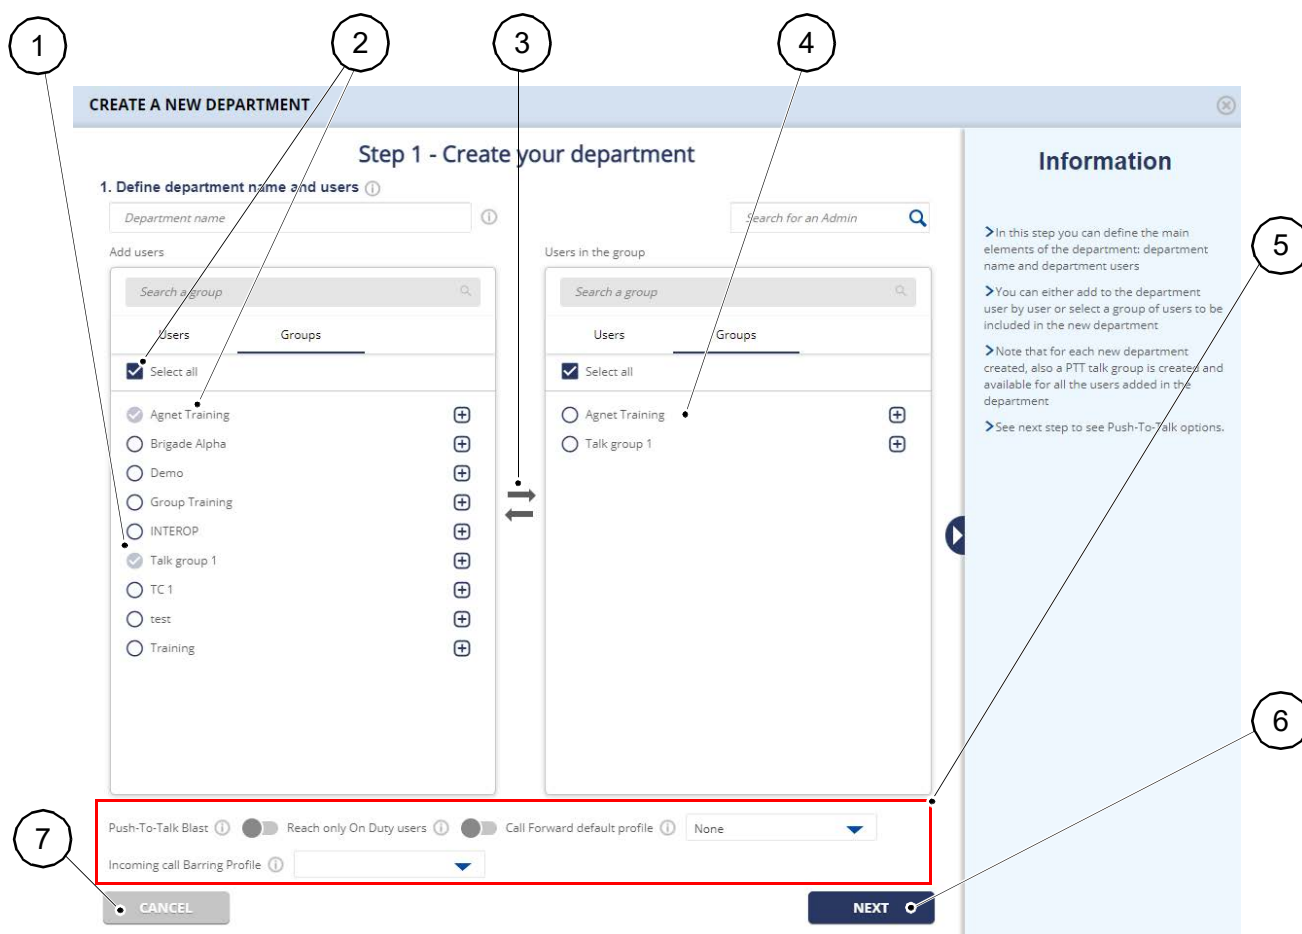 1
2
3
4
CREATE A NEW DEPARTMENT
Step 1 - Create your department
1. Define department name and users
Department name
Search for an Admin
Add users
Users in the group
Search a group
Search a group
Users
Groups
Users
Groups
Select all
Select all
Agnet Training
Brigade Alpha
Demo
Group Training
INTEROP
Talk group 1
TC 1
test
Training
Agnet Training
Talk group 1
Push-To-Talk Blast
Reach only On Duty users
Call Forward default profile
None
Incoming call Barring Profile
CANCEL
NEXT
Information
In this step you can define the main
elements of the department: department
name and department users
You can either add to the department
user by user or select a group of users to be
included in the new department
Note that for each new department
created, also a PTT talk group is created and
available for all the users added in the
department
See next step to see Push-To-Talk options.
5
6
7